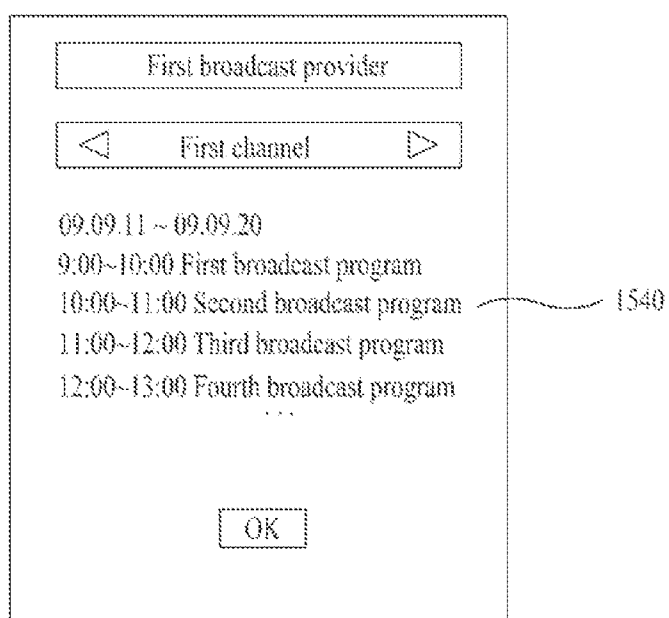 First broadcast provider
First channel
09.09.11 ~ 09.09.20
9:00~10:00 First broadcast program
10:00~11:00 Second broadcast program
1540
11:00~12:00 Third broadcast program
12:00~13:00 Fourth broadcast program
...
OK